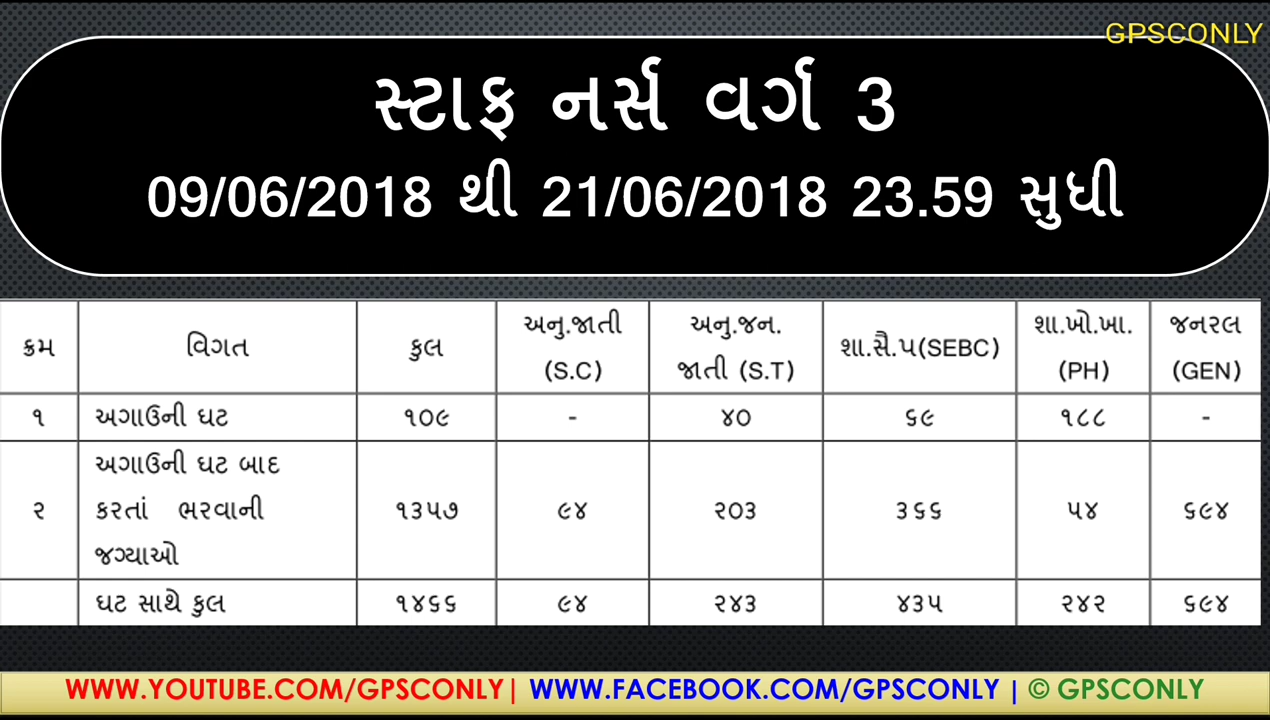 GPSCONLY
સ્ટાફ નર્સ વર્ગ 3
09/06/2018 થી 21/06/2018 23.59 સુધી
ક્રમ વિગત કુલ અનુ.જાતી (S.C) અનુ.જન. જાતી (S.T) શા.સૈ.પ(SEBC) શા.ખો.ખા. (PH) જનરલ (GEN)
૧ અગાઉની ઘટ ૧૦૯ - ૪૦ ૬૯ ૧૮૮ -
૨ અગાઉની ઘટ બાદ કરતાં ભરવાની જગ્યાઓ ૧૩૫૭ ૯૪ ૨૦૩ ૩૬૬ ૫૪ ૬૯૪
ઘટ સાથે કુલ ૧૪૬૬ ૯૪ ૨૪૩ ૪૩૫ ૨૪૨ ૬૯૪
WWW.YOUTUBE.COM/GPSCONLY | WWW.FACEBOOK.COM/GPSCONLY | © GPSCONLY